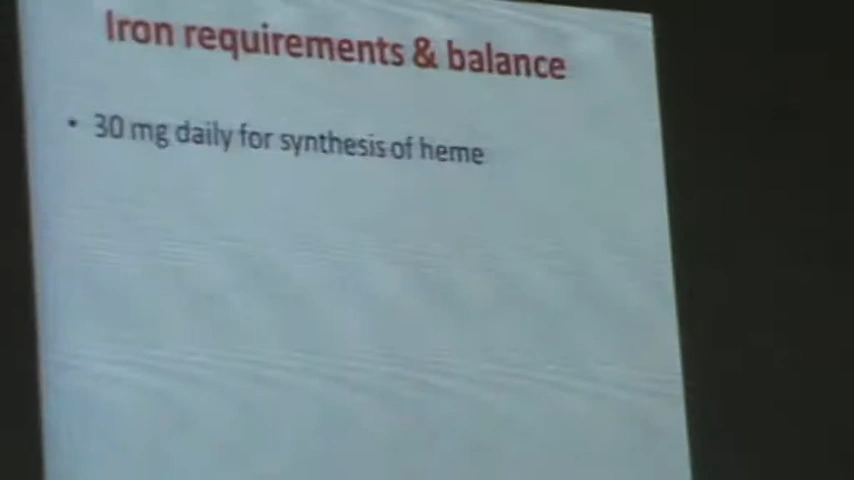 Iron requirements & balance
• 30 mg daily for synthesis of heme